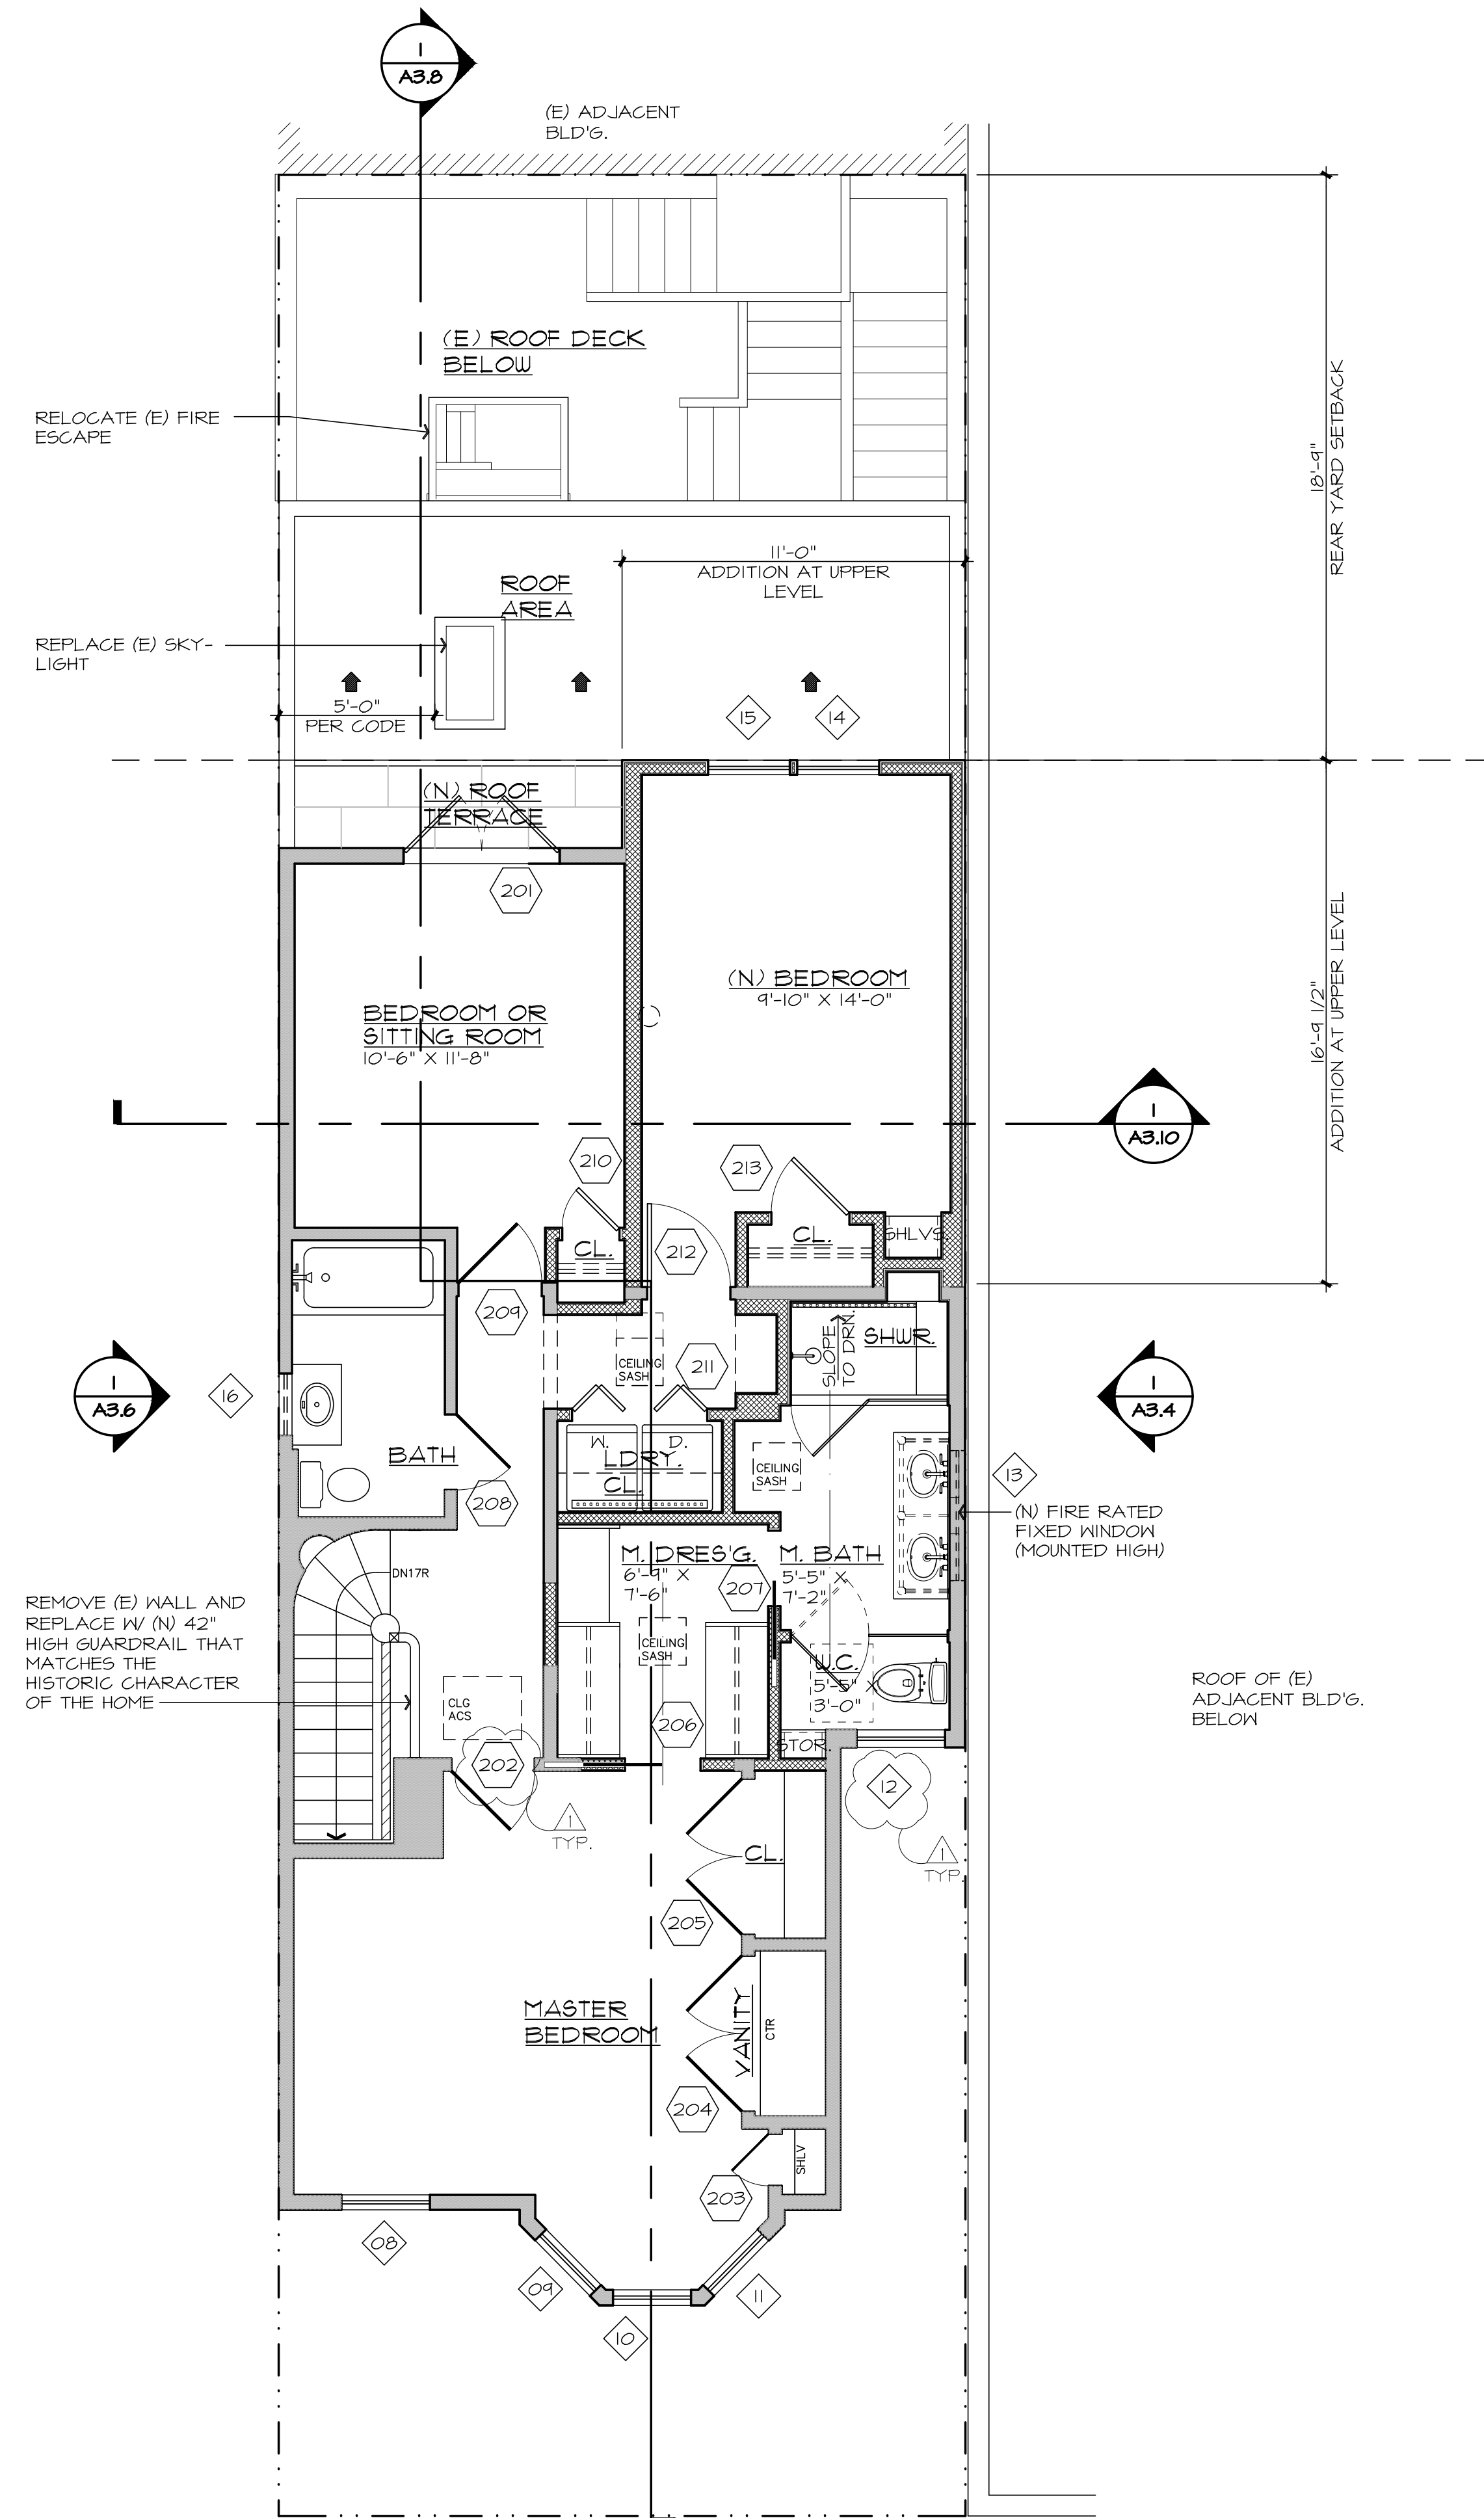 1
A3.8
(E) ADJACENT
BLD'G.
(E) ROOF DECK
BELOW
RELOCATE (E) FIRE
ESCAPE
18'-9"
REAR YARD SETBACK
11'-0"
ADDITION AT UPPER
LEVEL
ROOF
AREA
REPLACE (E) SKY-
LIGHT
5'-0"
PER CODE
15
14
(N) ROOF
TERRACE
201
(N) BEDROOM
9'-10" X 14'-0"
BEDROOM OR
SITTING ROOM
10'-6" X 11'-8"
16'-9 1/2"
ADDITION AT UPPER LEVEL
1
A3.10
210
213
CL.
212
CL.
SHLVS
209
CEILING
SASH
211
SLOPE
TO DRN.
SHWR.
1
A3.6
16
1
A3.4
BATH
W.
D.
LDRY.
CL.
CEILING
SASH
13
208
(N) FIRE RATED
FIXED WINDOW
(MOUNTED HIGH)
M. DRES'G.
6'-9" X
7'-6"
207
M. BATH
5'-5" X
7'-2"
DN17R
REMOVE (E) WALL AND
REPLACE W/ (N) 42"
HIGH GUARDRAIL THAT
MATCHES THE
HISTORIC CHARACTER
OF THE HOME
CEILING
SASH
W.C.
5'-5" X
3'-0"
ROOF OF (E)
ADJACENT BLD'G.
BELOW
CLG
ACS
206
STOR.
202
12
1
TYP.
1
TYP.
CL.
205
MASTER
BEDROOM
VANITY
CTR
204
SHLV
203
08
09
11
10